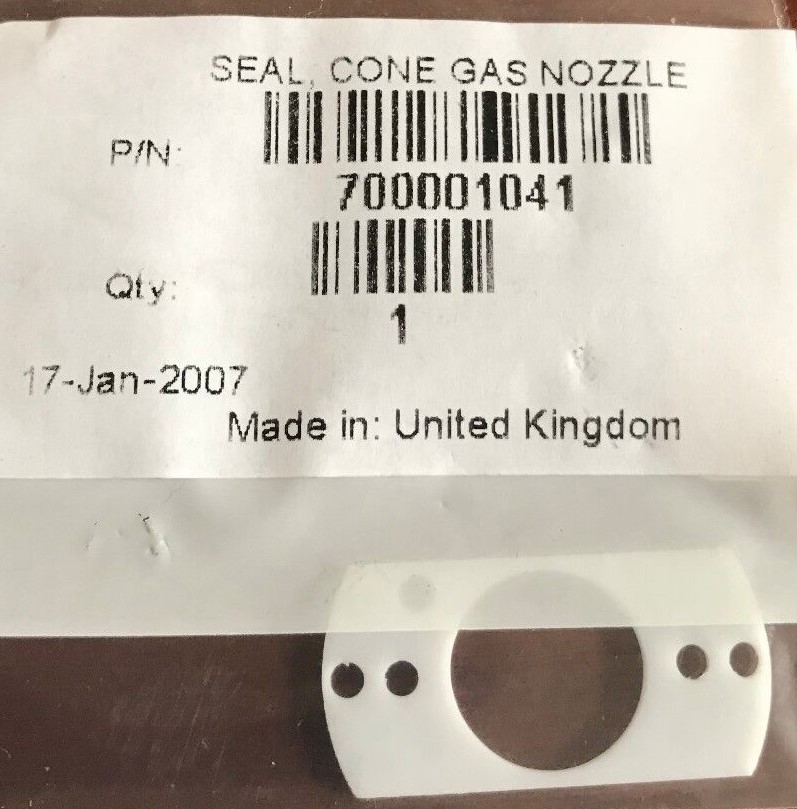 SEAL, CONE GAS NOZZLE
P/N:
700001041
Qty:
1
17-Jan-2007
Made in: United Kingdom